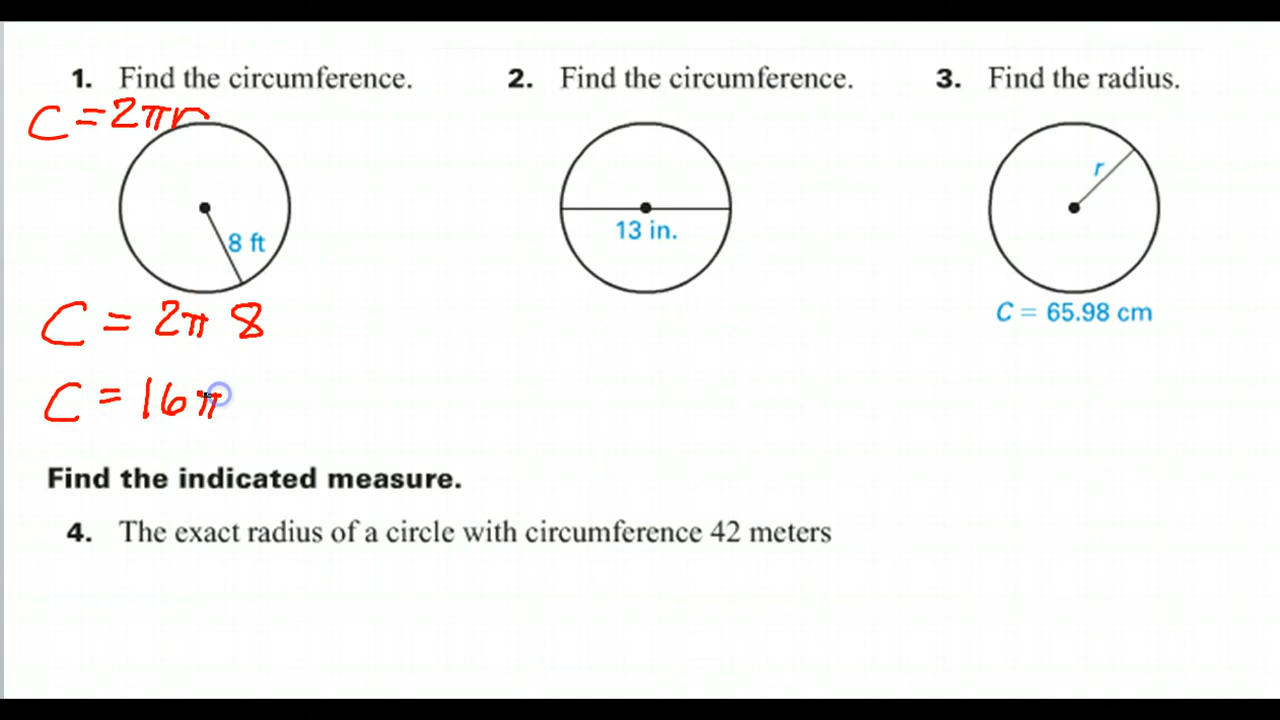 1. Find the circumference.
C = 2πr
8 ft
C = 2π 8
C = 16π
2. Find the circumference.
13 in.
3. Find the radius.
r
C = 65.98 cm
Find the indicated measure.
4. The exact radius of a circle with circumference 42 meters